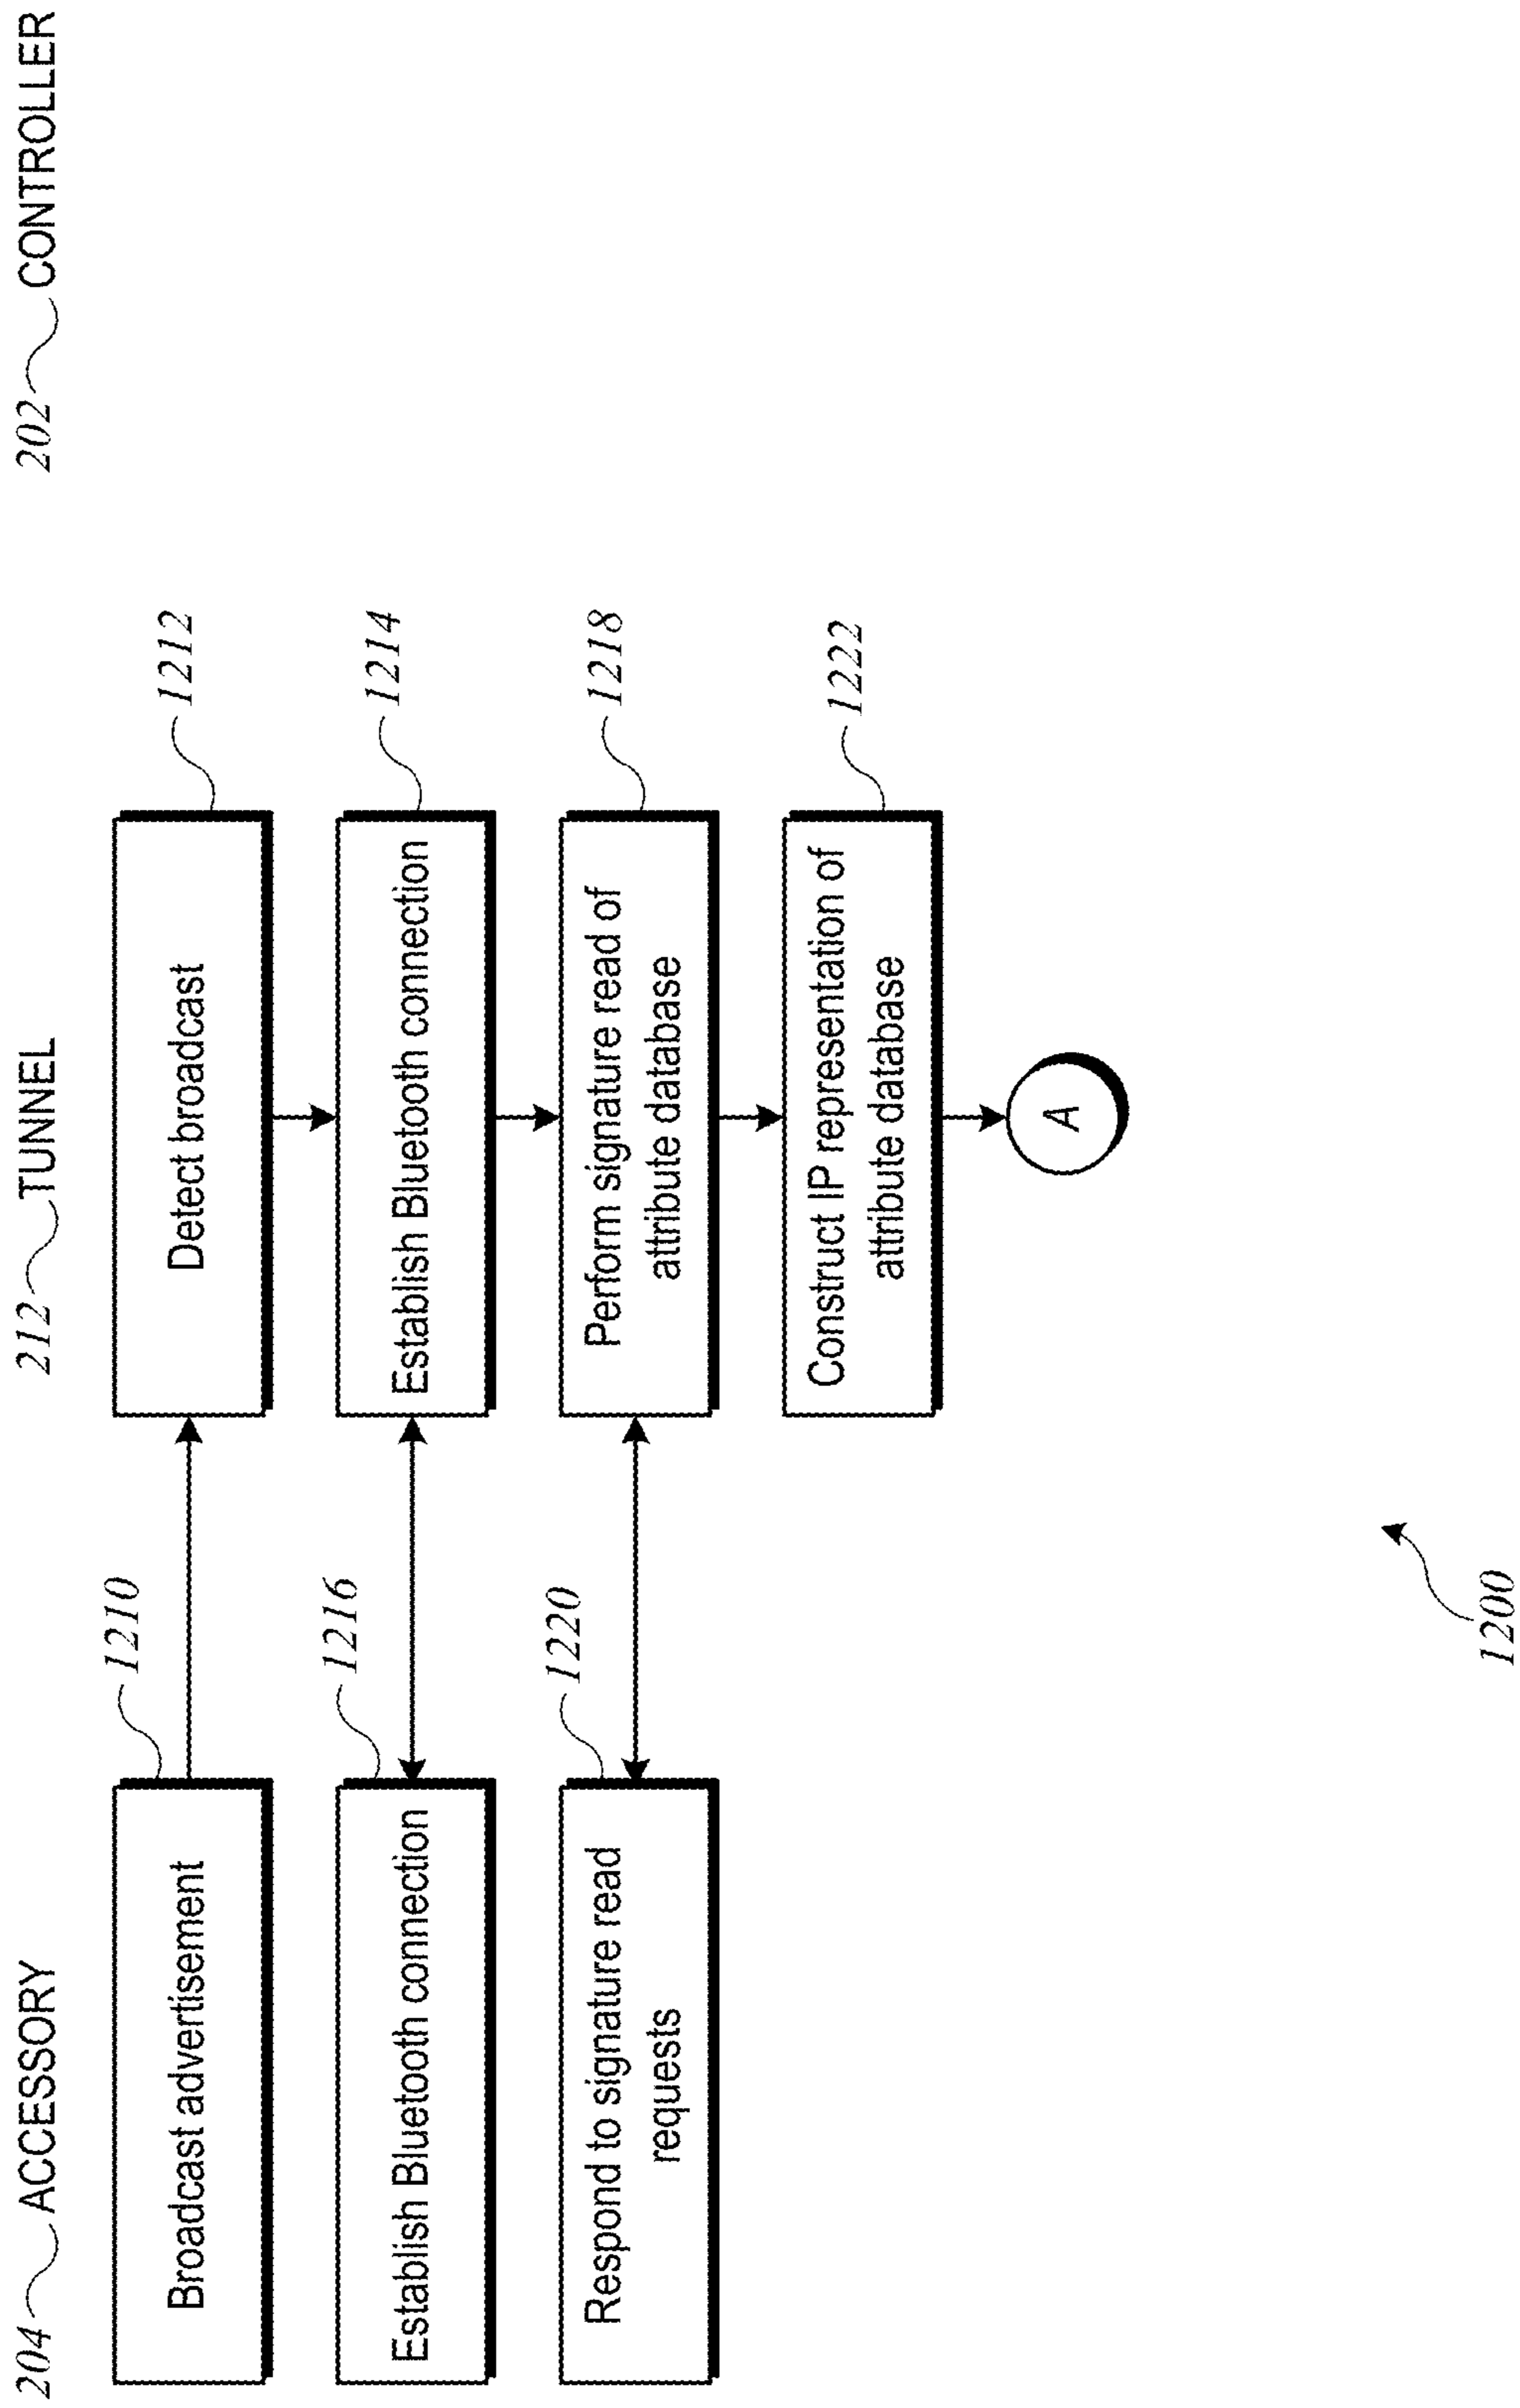 204 ACCESSORY
212 TUNNEL
202 CONTROLLER
1210
Broadcast advertisement
1212
Detect broadcast
1216
Establish Bluetooth connection
1214
Establish Bluetooth connection
1220
Respond to signature read
requests
1218
Perform signature read of
attribute database
1222
Construct IP representation of
attribute database
A
1200